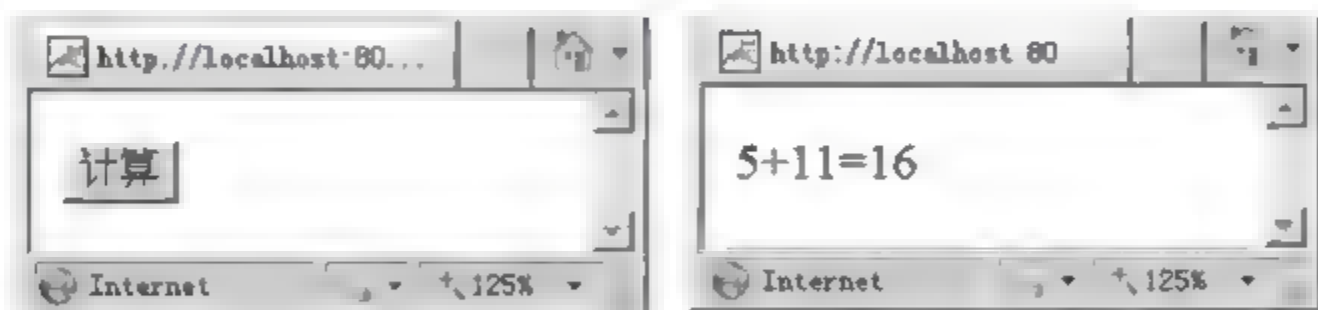 http,//localhost·80...
计算
Internet
125%
http://localhost 80
5+11=16
Internet
125%